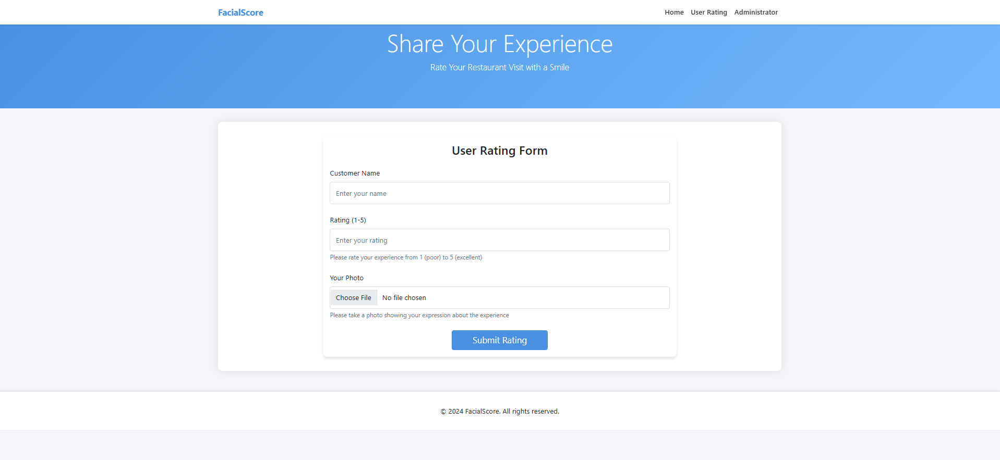 FacialScore
Home User Rating Administrator
Share Your Experience
Rate Your Restaurant Visit with a Smile
User Rating Form
Customer Name
Enter your name
Rating (1-5)
Enter your rating
Please rate your experience from 1 (poor) to 5 (excellent)
Your Photo
Choose File No file chosen
Please take a photo showing your expression about the experience
Submit Rating
© 2024 FacialScore. All rights reserved.